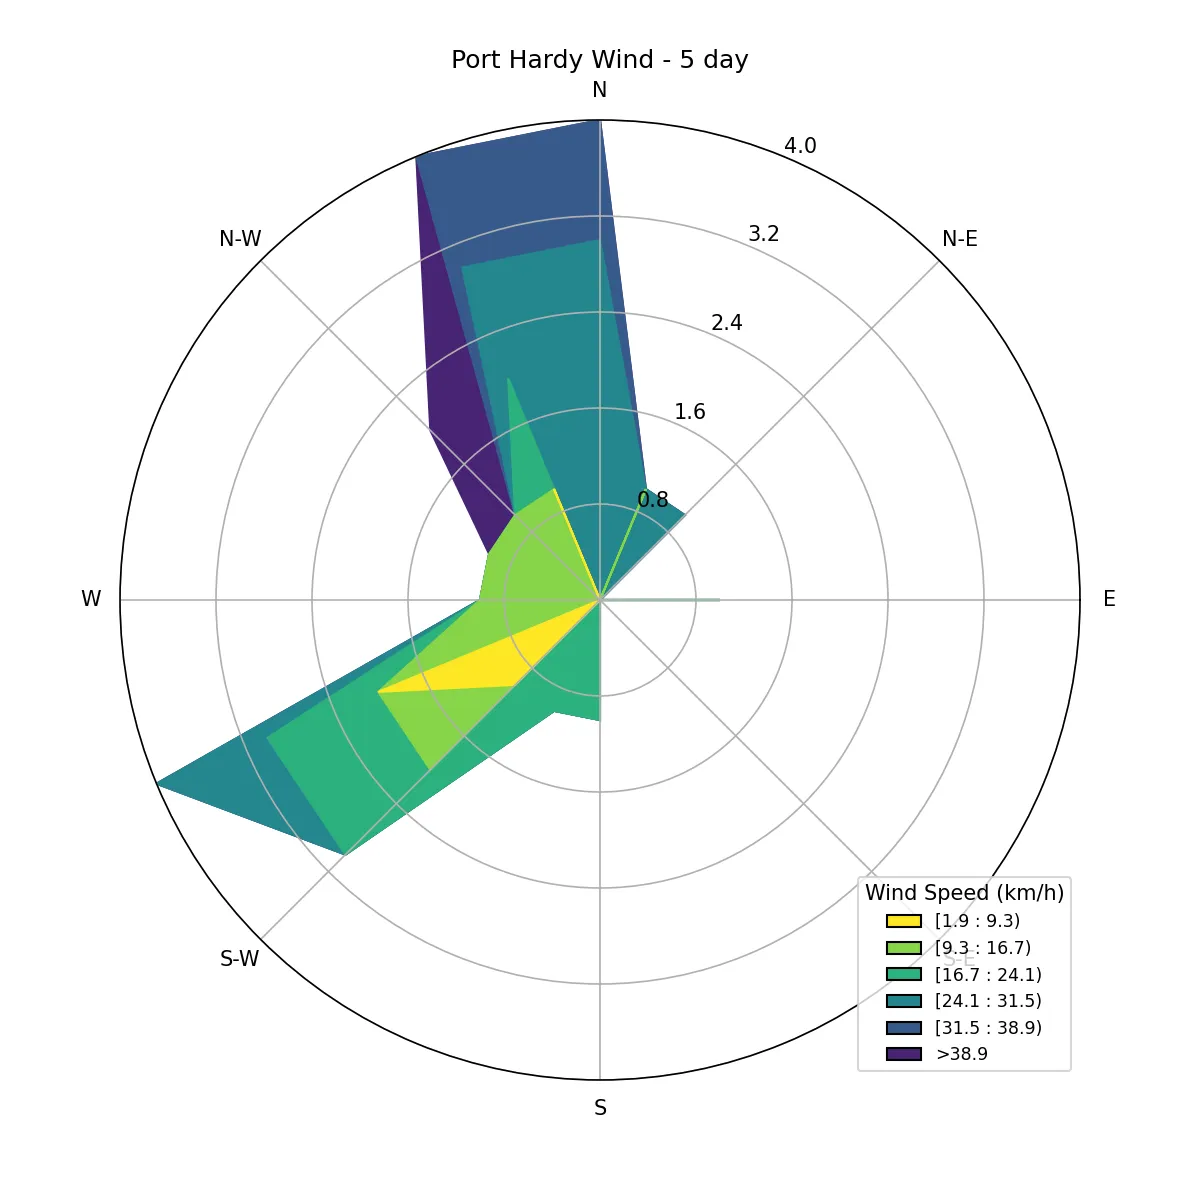 Port Hardy Wind - 5 day
N
4.0
N-W
3.2
N-E
2.4
1.6
0.8
W
E
S-W
S-E
S
Wind Speed (km/h)
[1.9 : 9.3)
[9.3 : 16.7)
[16.7 : 24.1)
[24.1 : 31.5)
[31.5 : 38.9)
>38.9